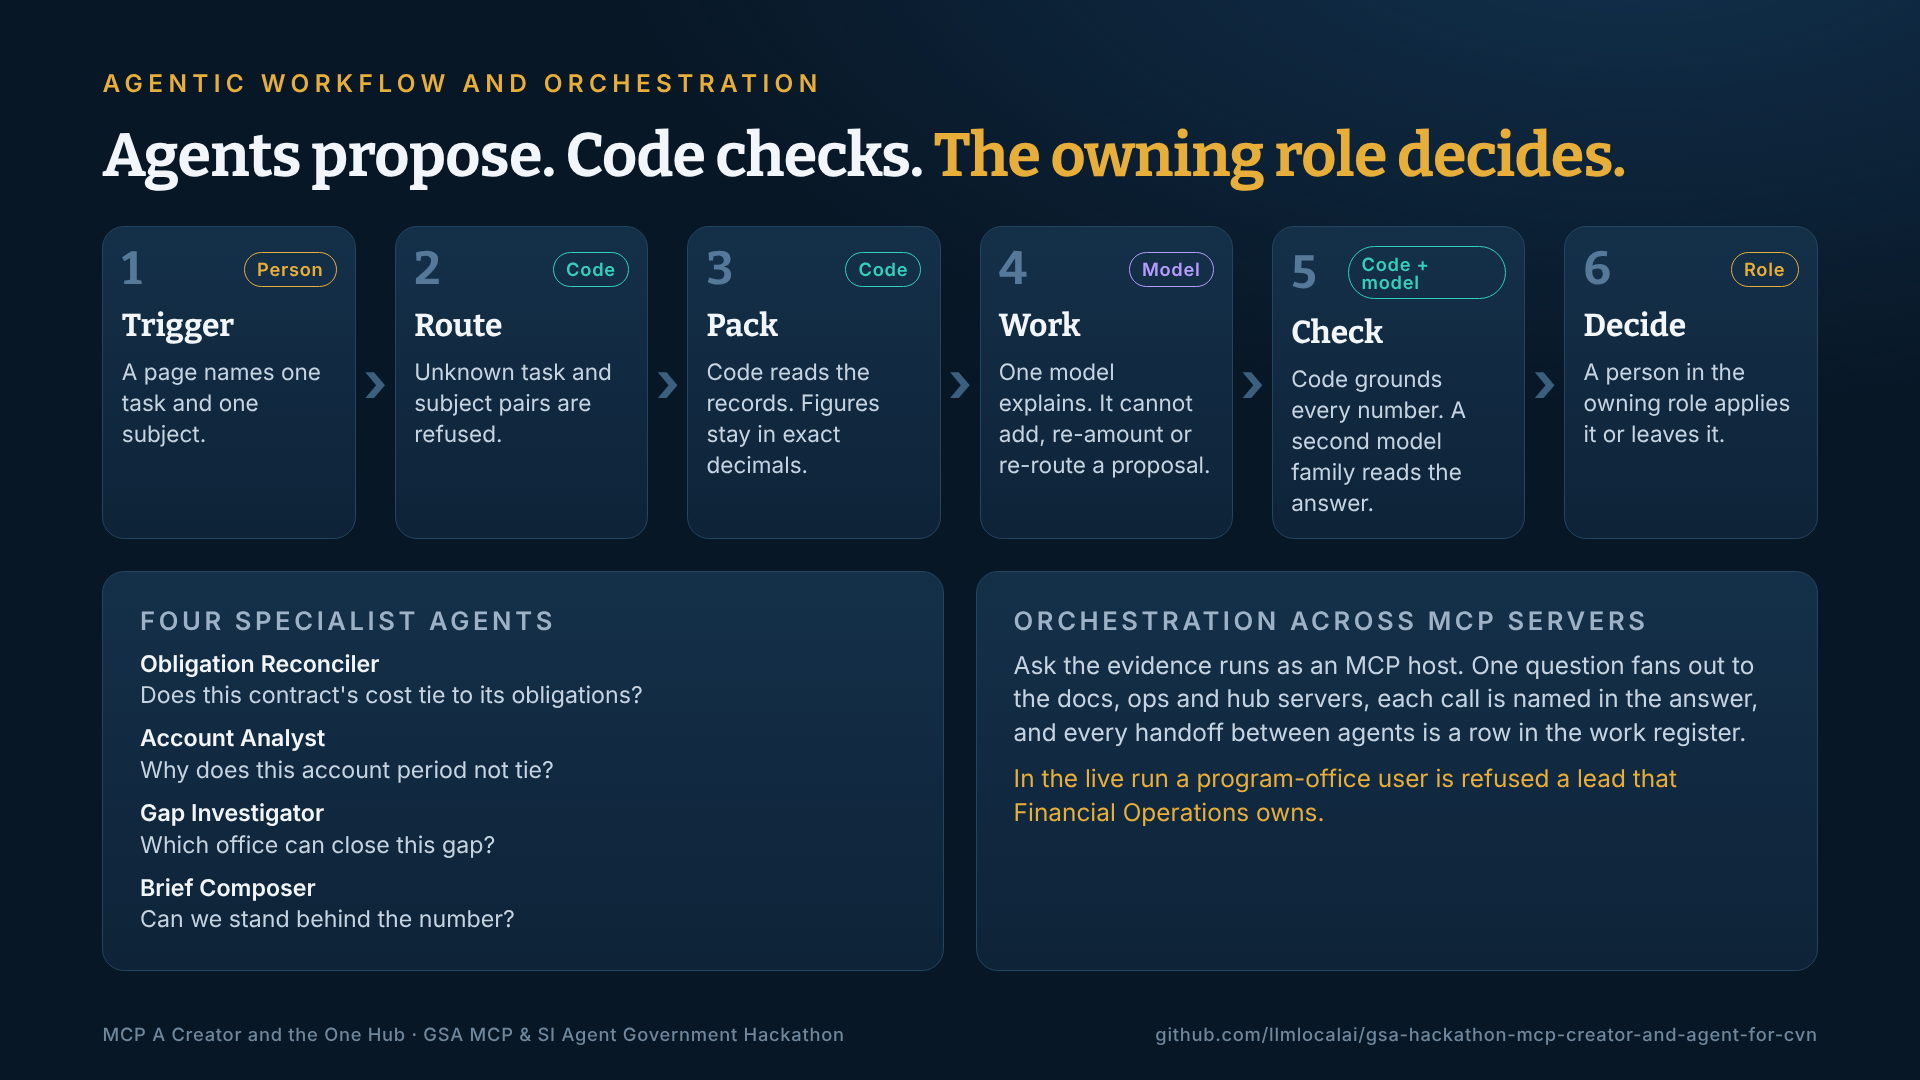 AGENTIC WORKFLOW AND ORCHESTRATION
Agents propose. Code checks. The owning role decides.
1
Person
Trigger
A page names one
task and one
subject.
2
Code
Route
Unknown task and
subject pairs are
refused.
3
Code
Pack
Code reads the
records. Figures
stay in exact
decimals.
4
Model
Work
One model
explains. It cannot
add, re-amount or
re-route a proposal.
5
Code +
model
Check
Code grounds
every number. A
second model
family reads the
answer.
6
Role
Decide
A person in the
owning role applies
it or leaves it.
FOUR SPECIALIST AGENTS
Obligation Reconciler
Does this contract's cost tie to its obligations?
Account Analyst
Why does this account period not tie?
Gap Investigator
Which office can close this gap?
Brief Composer
Can we stand behind the number?
ORCHESTRATION ACROSS MCP SERVERS
Ask the evidence runs as an MCP host. One question fans out to
the docs, ops and hub servers, each call is named in the answer,
and every handoff between agents is a row in the work register.
In the live run a program-office user is refused a lead that
Financial Operations owns.
MCP A Creator and the One Hub · GSA MCP & SI Agent Government Hackathon
github.com/llmlocalai/gsa-hackathon-mcp-creator-and-agent-for-cvn